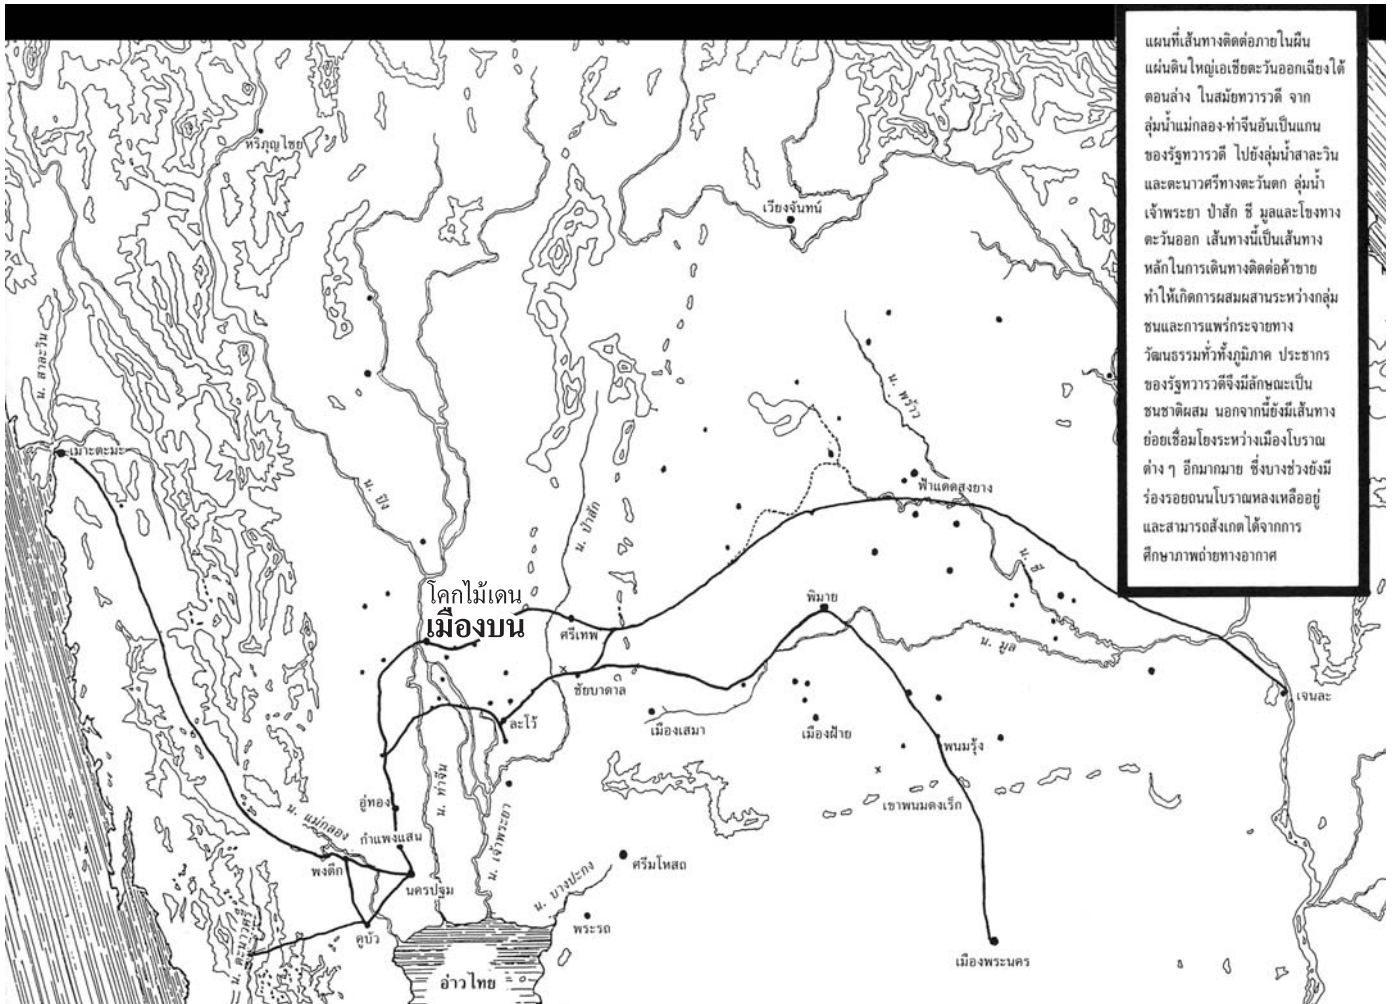 แผนที่เส้นทางติดต่อภายในผืน
แผ่นดินใหญ่เอเชียตะวันออกเฉียงใต้
ตอนล่าง ในสมัยทวารวดี จาก
ลุ่มน้ำแม่กลอง-ท่าจีนอันเป็นแกน
ของรัฐทวารวดี ไปยังลุ่มน้ำสาละวิน
และตะนาวศรีทางตะวันตก ลุ่มน้ำ
เจ้าพระยา ป่าสัก ชี มูลและโขงทาง
ตะวันออก เส้นทางนี้เป็นเส้นทาง
หลักในการเดินทางติดต่อค้าขาย
ทำให้เกิดการผสมผสานระหว่างกลุ่ม
ชนและการแพร่กระจายทาง
วัฒนธรรมทั่วทั้งภูมิภาค ประชากร
ของรัฐทวารวดีจึงมีลักษณะเป็น
ชนชาติผสม นอกจากนี้ยังมีเส้นทาง
ย่อยเชื่อมโยงระหว่างเมืองโบราณ
ต่าง ๆ อีกมากมาย ซึ่งบางช่วงยังมี
ร่องรอยถนนโบราณหลงเหลืออยู่
และสามารถสังเกตได้จากการ
ศึกษาภาพถ่ายทางอากาศ
หริภุญไชย
เวียงจันทน์
น. สาละวิน
น. พร้าว
เมาะตะมะ
น. ปิง
น. ป่าสัก
ฟ้าแดดสูงยาง
น. ชี
โคกไม้เดน
เมืองบน
ศรีเทพ
พิมาย
น. มูล
ชัยบาดาล
เจนละ
ละโว้
เมืองเสมา
เมืองฝ้าย
พนมรุ้ง
น. ท่าจีน
อู่ทอง
เขาพนมดงเร็ก
น. แม่กลอง
กำแพงแสน
น. เจ้าพระยา
พงตึก
นครปฐม
ศรีมโหสถ
น. บางปะกง
พระรถ
คูบัว
น. ตะนาวศรี
อ่าวไทย
เมืองพระนคร